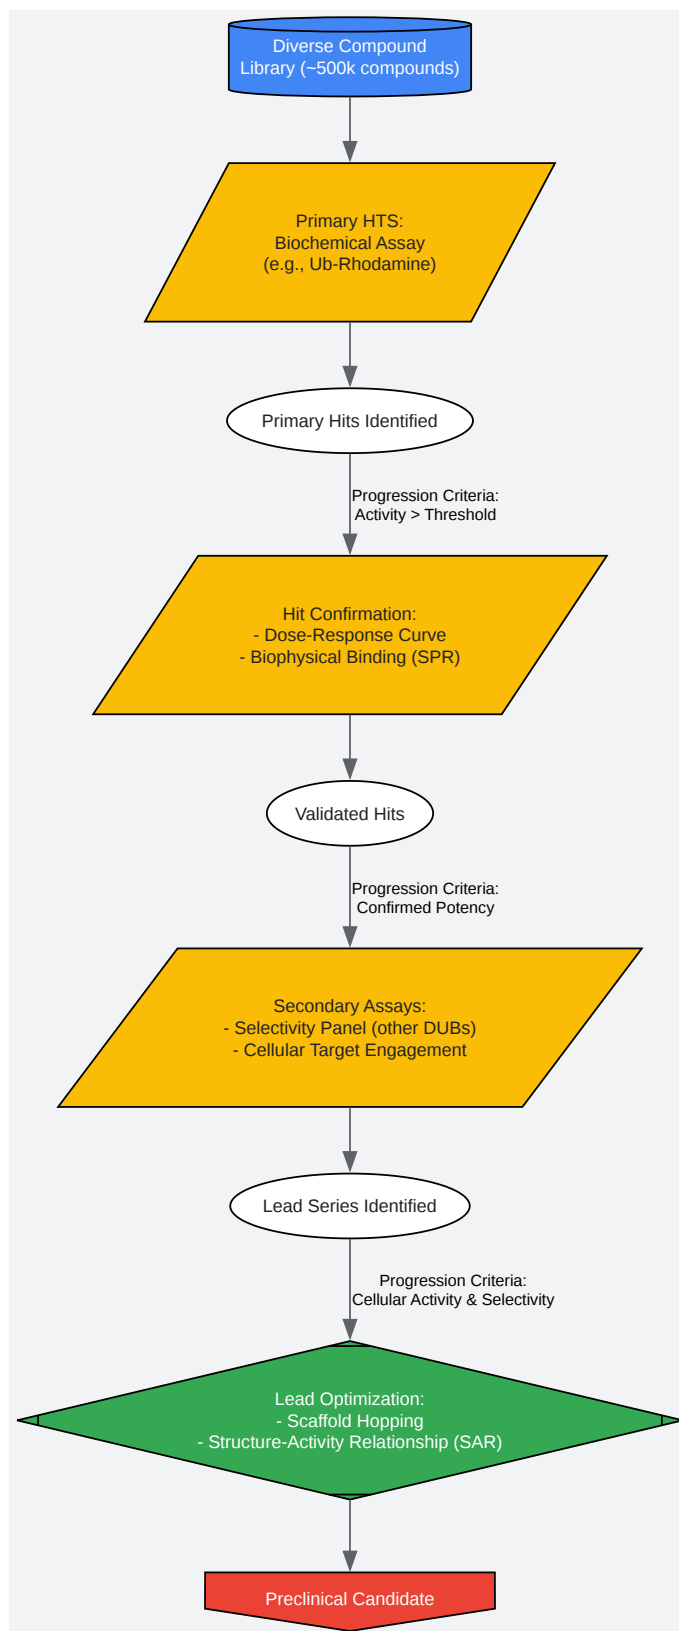 Diverse Compound
Library (~500k compounds)
Primary HTS:
Biochemical Assay
(e.g., Ub-Rhodamine)
Primary Hits Identified
Progression Criteria:
Activity > Threshold
Hit Confirmation:
- Dose-Response Curve
- Biophysical Binding (SPR)
Validated Hits
Progression Criteria:
Confirmed Potency
Secondary Assays:
- Selectivity Panel (other DUBs)
- Cellular Target Engagement
Lead Series Identified
Progression Criteria:
Cellular Activity & Selectivity
Lead Optimization:
- Scaffold Hopping
- Structure-Activity Relationship (SAR)
Preclinical Candidate